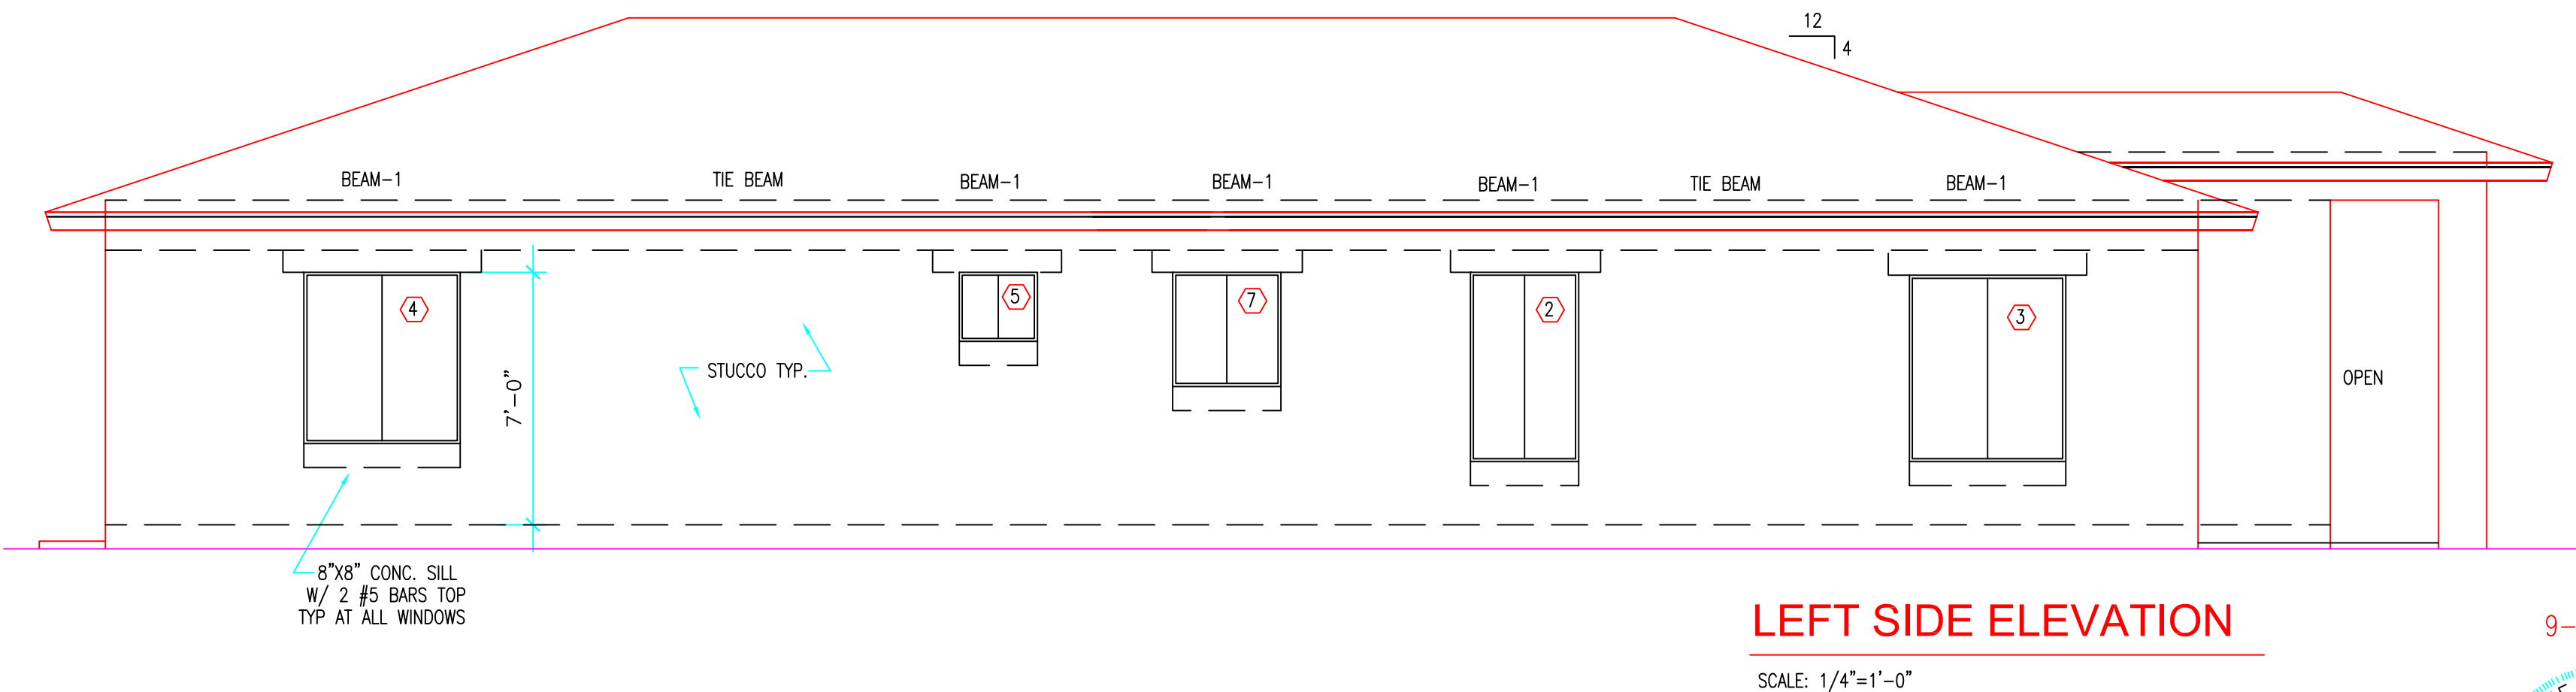 12
4
BEAM-1
TIE BEAM
BEAM-1
BEAM-1
BEAM-1
TIE BEAM
BEAM-1
4
5
7
2
3
7'-0"
STUCCO TYP.
OPEN
8"X8" CONC. SILL
W/ 2 #5 BARS TOP
TYP AT ALL WINDOWS
LEFT SIDE ELEVATION
9-
SCALE: 1/4"=1'-0"